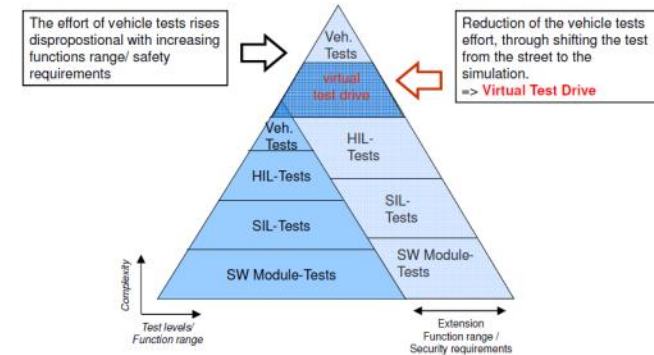 The effort of vehicle tests rises
dispropostional with increasing
functions range/ safety
requirements
Veh.
Tests
Reduction of the vehicle tests
effort, through shifting the test
from the street to the
simulation.
=> Virtual Test Drive
virtual
test drive
Veh.
Tests
HIL-
Tests
HIL-Tests
SIL-
Tests
SIL-Tests
SW Module-
Tests
SW Module-Tests
Complexity
Test levels/
Function range
Extension
Function range /
Security requirements